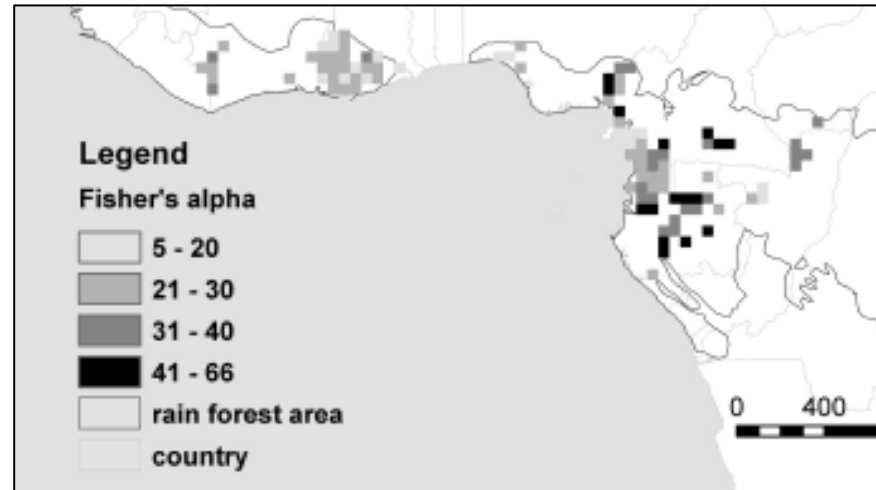 Legend
Fisher's alpha
5 - 20
21 - 30
31 - 40
41 - 66
rain forest area
country
0 400